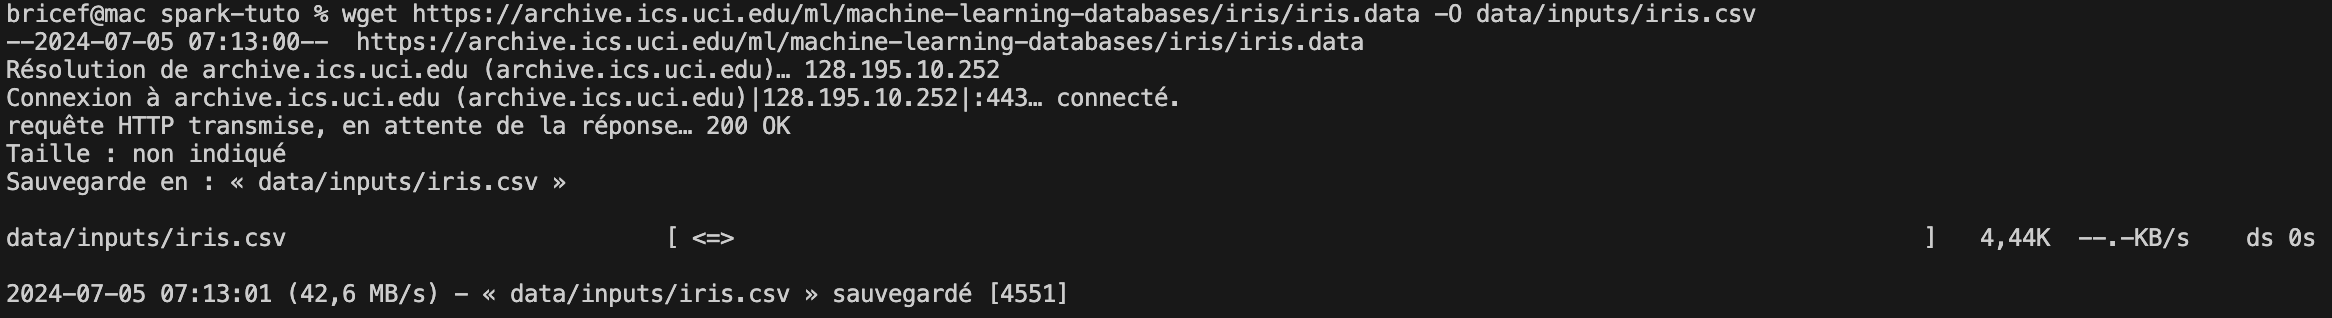 bricef@mac spark-tuto % wget https://archive.ics.uci.edu/ml/machine-learning-databases/iris/iris.data -O data/inputs/iris.csv
--2024-07-05 07:13:00--  https://archive.ics.uci.edu/ml/machine-learning-databases/iris/iris.data
Résolution de archive.ics.uci.edu (archive.ics.uci.edu)… 128.195.10.252
Connexion à archive.ics.uci.edu (archive.ics.uci.edu)|128.195.10.252|:443… connecté.
requête HTTP transmise, en attente de la réponse… 200 OK
Taille : non indiqué
Sauvegarde en : « data/inputs/iris.csv »
data/inputs/iris.csv [ <=> ] 4,44K --.-KB/s ds 0s
2024-07-05 07:13:01 (42,6 MB/s) - « data/inputs/iris.csv » sauvegardé [4551]